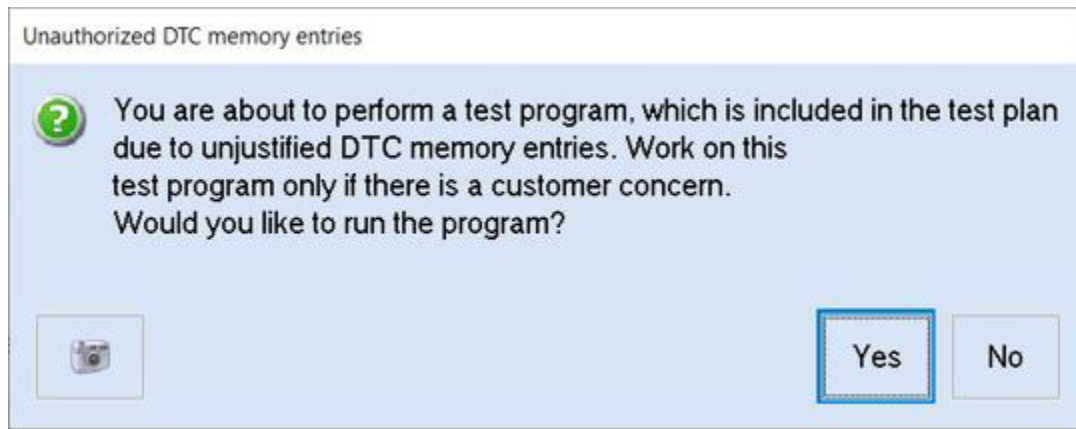 Unauthorized DTC memory entries
You are about to perform a test program, which is included in the test plan
due to unjustified DTC memory entries. Work on this
test program only if there is a customer concern.
Would you like to run the program?
Yes
No